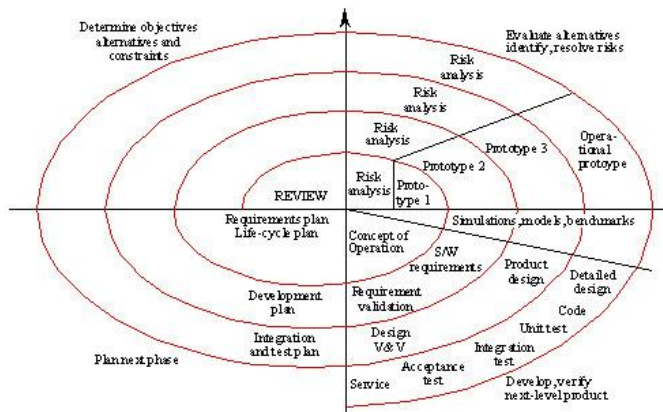 Determine objectives
alternatives and
constraints
Evaluate alternatives
identify, resolve risks
Risk
analysis
Risk
analysis
Risk
analysis
Opera-
tional
protoype
Prototype 3
Prototype 2
Risk
analysis
Proto-
type 1
REVIEW
Requirements plan
Life-cycle plan
Simulations, models, benchmarks
Concept of
Operation
S/W
requirements
Product
design
Detailed
design
Development
plan
Requirement
validation
Code
Unit test
Integration
and test plan
Design
V & V
Integration
test
Plan next phase
Acceptance
test
Service
Develop, verify
next-level product